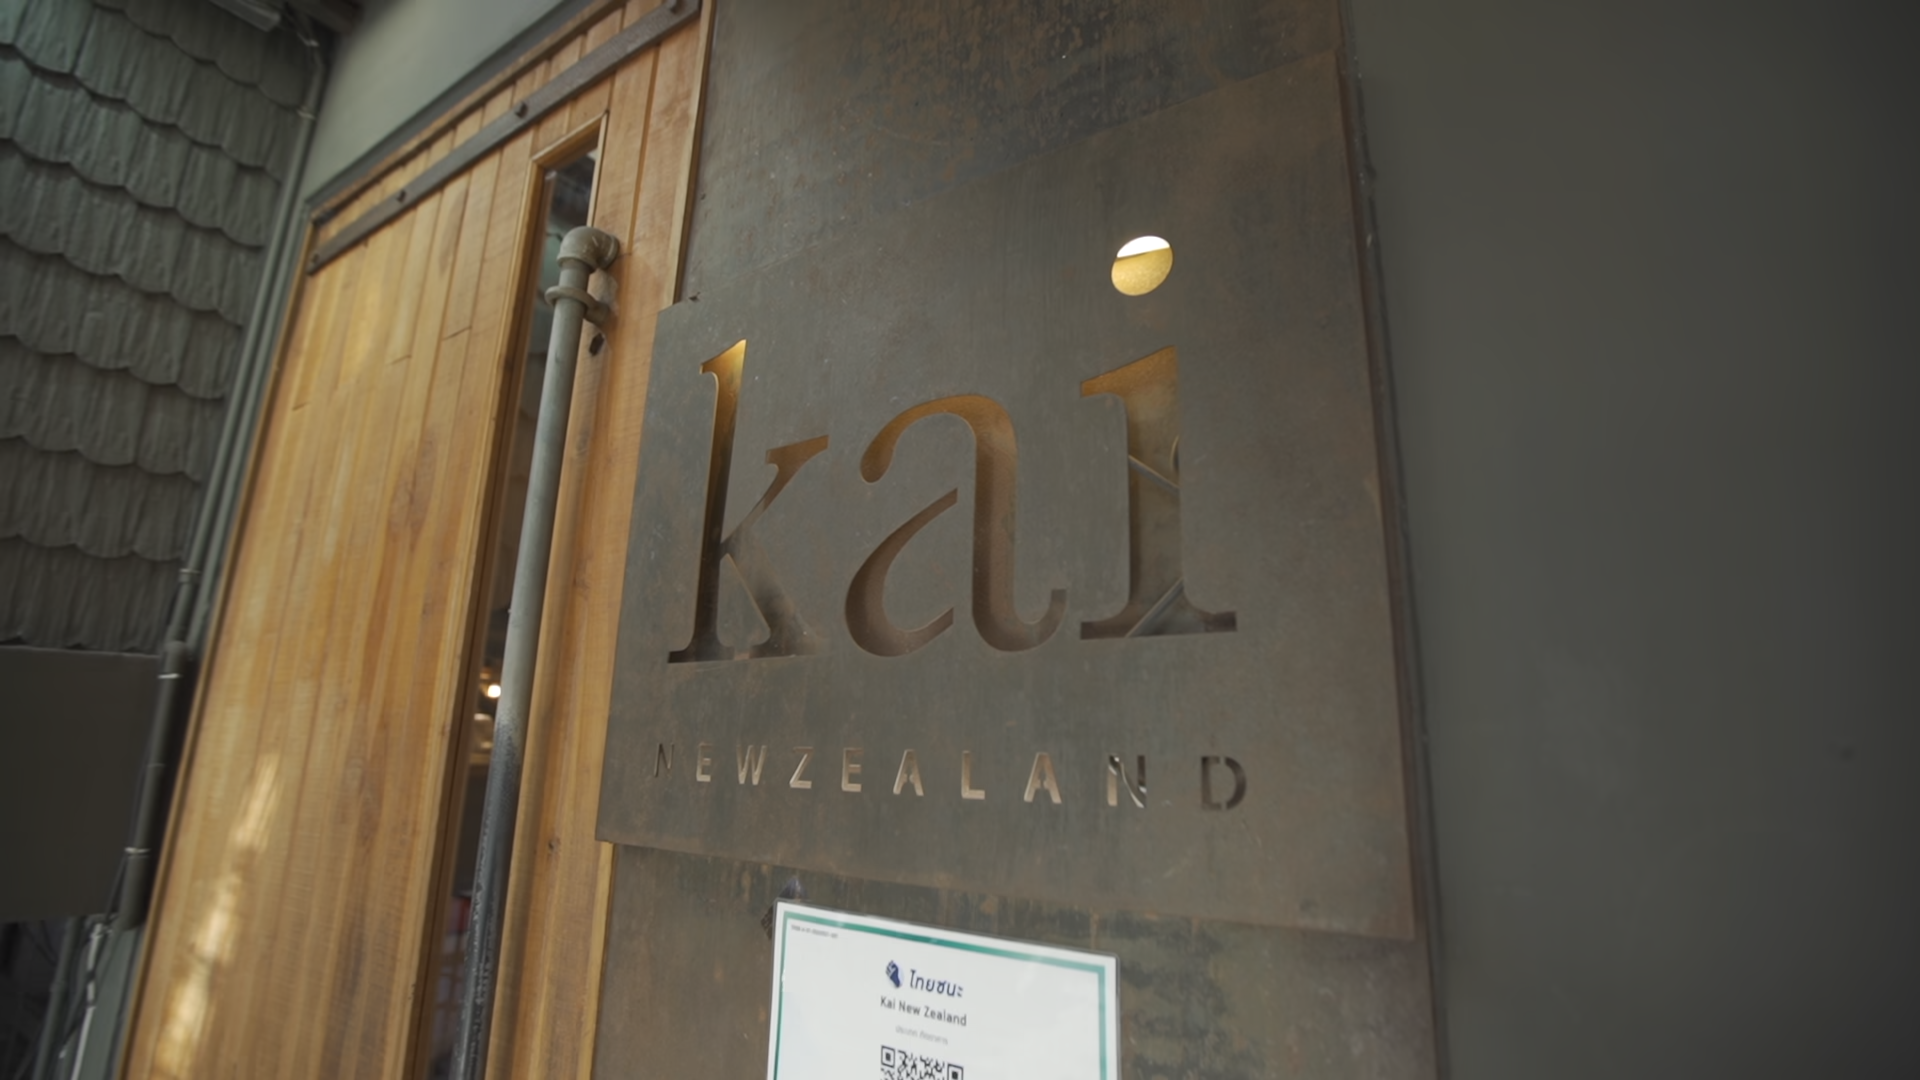 kai
NEWZEALAND
ไทยชนะ
Kai New Zealand